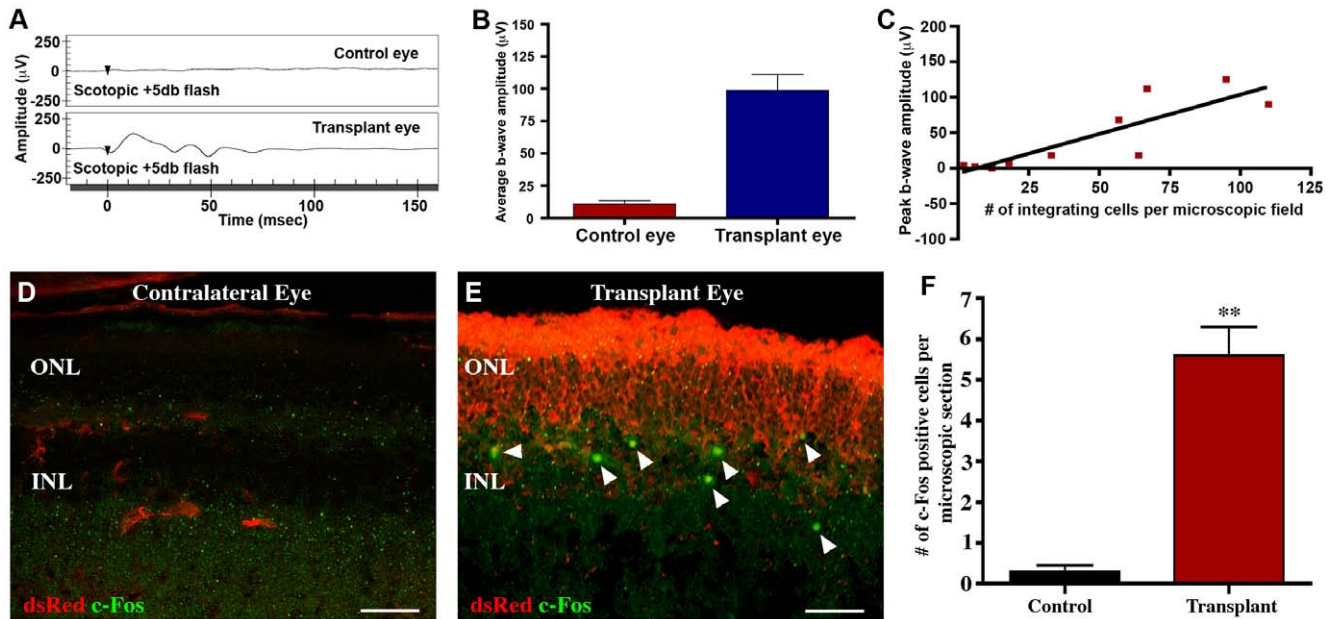 A
Amplitude (μV)
250
0
-250
Control eye
Scotopic +5db flash
250
0
-250
Transplant eye
Scotopic +5db flash
0
50
100
150
Time (msec)
B
Average b-wave amplitude (μV)
150
125
100
75
50
25
0
Control eye
Transplant eye
C
Peak b-wave amplitude (μV)
200
150
100
50
0
-50
-100
25
50
75
100
125
# of integrating cells per microscopic field
D
Contralateral Eye
ONL
INL
dsRed c-Fos
E
Transplant Eye
ONL
INL
dsRed c-Fos
F
# of c-Fos positive cells per
microscopic section
7
6
5
4
3
2
1
0
**
Control
Transplant